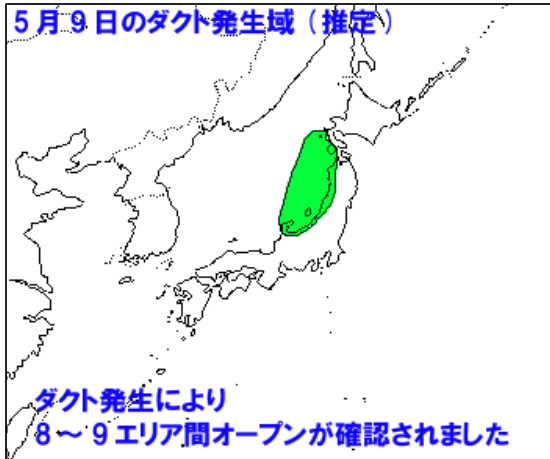 5月9日のダクト発生域（推定）
ダクト発生により
8～9エリア間オープンが確認されました